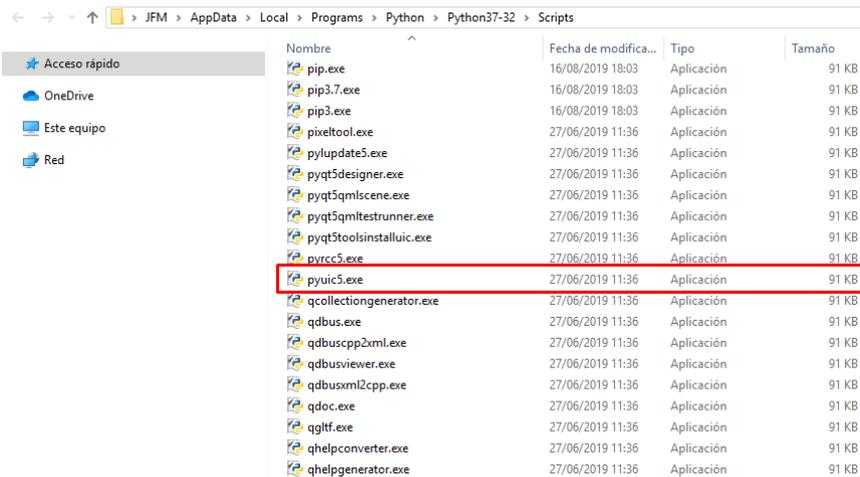 JFM > AppData > Local > Programs > Python > Python37-32 > Scripts
Acceso rápido
OneDrive
Este equipo
Red
Nombre Fecha de modifica... Tipo Tamaño
pip.exe 16/08/2019 18:03 Aplicación 91 KB
pip3.7.exe 16/08/2019 18:03 Aplicación 91 KB
pip3.exe 16/08/2019 18:03 Aplicación 91 KB
pixeltool.exe 27/06/2019 11:36 Aplicación 91 KB
pylupdate5.exe 27/06/2019 11:36 Aplicación 91 KB
pyqt5designer.exe 27/06/2019 11:36 Aplicación 91 KB
pyqt5qmlscene.exe 27/06/2019 11:36 Aplicación 91 KB
pyqt5qmltestrunner.exe 27/06/2019 11:36 Aplicación 91 KB
pyqt5toolsinstalluic.exe 27/06/2019 11:36 Aplicación 91 KB
pyrcc5.exe 27/06/2019 11:36 Aplicación 91 KB
pyuic5.exe 27/06/2019 11:36 Aplicación 91 KB
qcollectiongenerator.exe 27/06/2019 11:36 Aplicación 91 KB
qdbus.exe 27/06/2019 11:36 Aplicación 91 KB
qdbuscpp2xml.exe 27/06/2019 11:36 Aplicación 91 KB
qdbusviewer.exe 27/06/2019 11:36 Aplicación 91 KB
qdbusxml2cpp.exe 27/06/2019 11:36 Aplicación 91 KB
qdoc.exe 27/06/2019 11:36 Aplicación 91 KB
qgltf.exe 27/06/2019 11:36 Aplicación 91 KB
qhelpconverter.exe 27/06/2019 11:36 Aplicación 91 KB
qhelpgenerator.exe 27/06/2019 11:36 Aplicación 91 KB